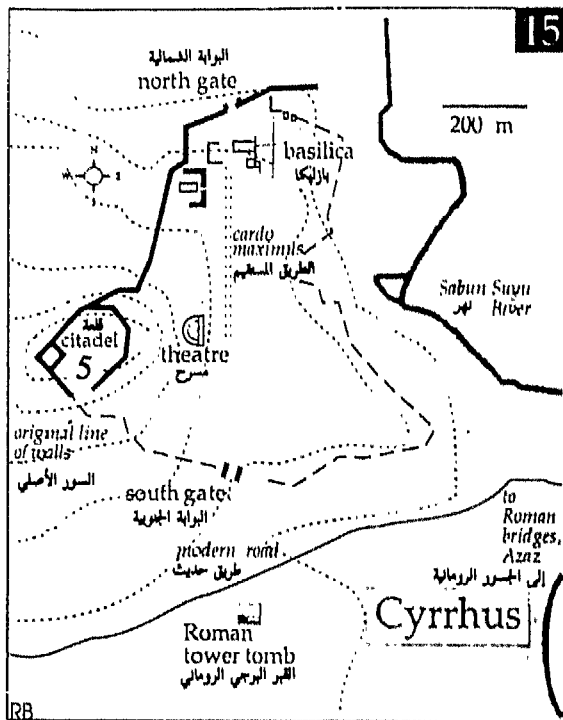 15
البوابة الشمالية
north gate
200 m
basilica
بازليكا
N
cardo
maximus
الطريق المستقيم
Sabun Suyu
نهر River
قلعة
citadel
5
theatre
مسرح
original line
of walls
السور الأصلي
south gate
البوابة الجنوبية
modern road
طريق حديث
to
Roman
bridges,
Azaz
إلى الجسور الرومانية
Cyrrhus
Roman
tower tomb
القبر البرجي الروماني
RB